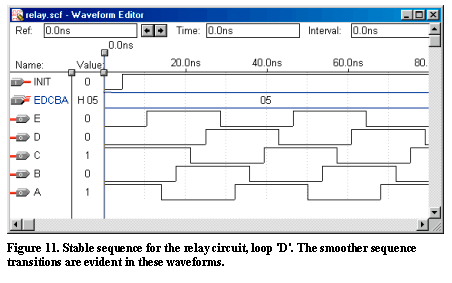 relay.scf - Waveform Editor
Ref: 0.0ns Time: 0.0ns Interval: 0.0ns
0.0ns
Name: Value: 20.0ns 40.0ns 60.0ns 80.
INIT 0
EDCBA H 05 05
E 0
D 0
C 1
B 0
A 1
Figure 11. Stable sequence for the relay circuit, loop 'D'. The smoother sequence
transitions are evident in these waveforms.